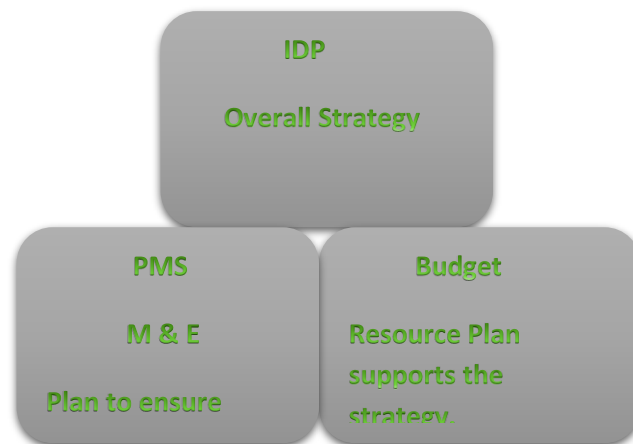 IDP
Overall Strategy
PMS
M & E
Plan to ensure
Budget
Resource Plan
supports the
strategy.